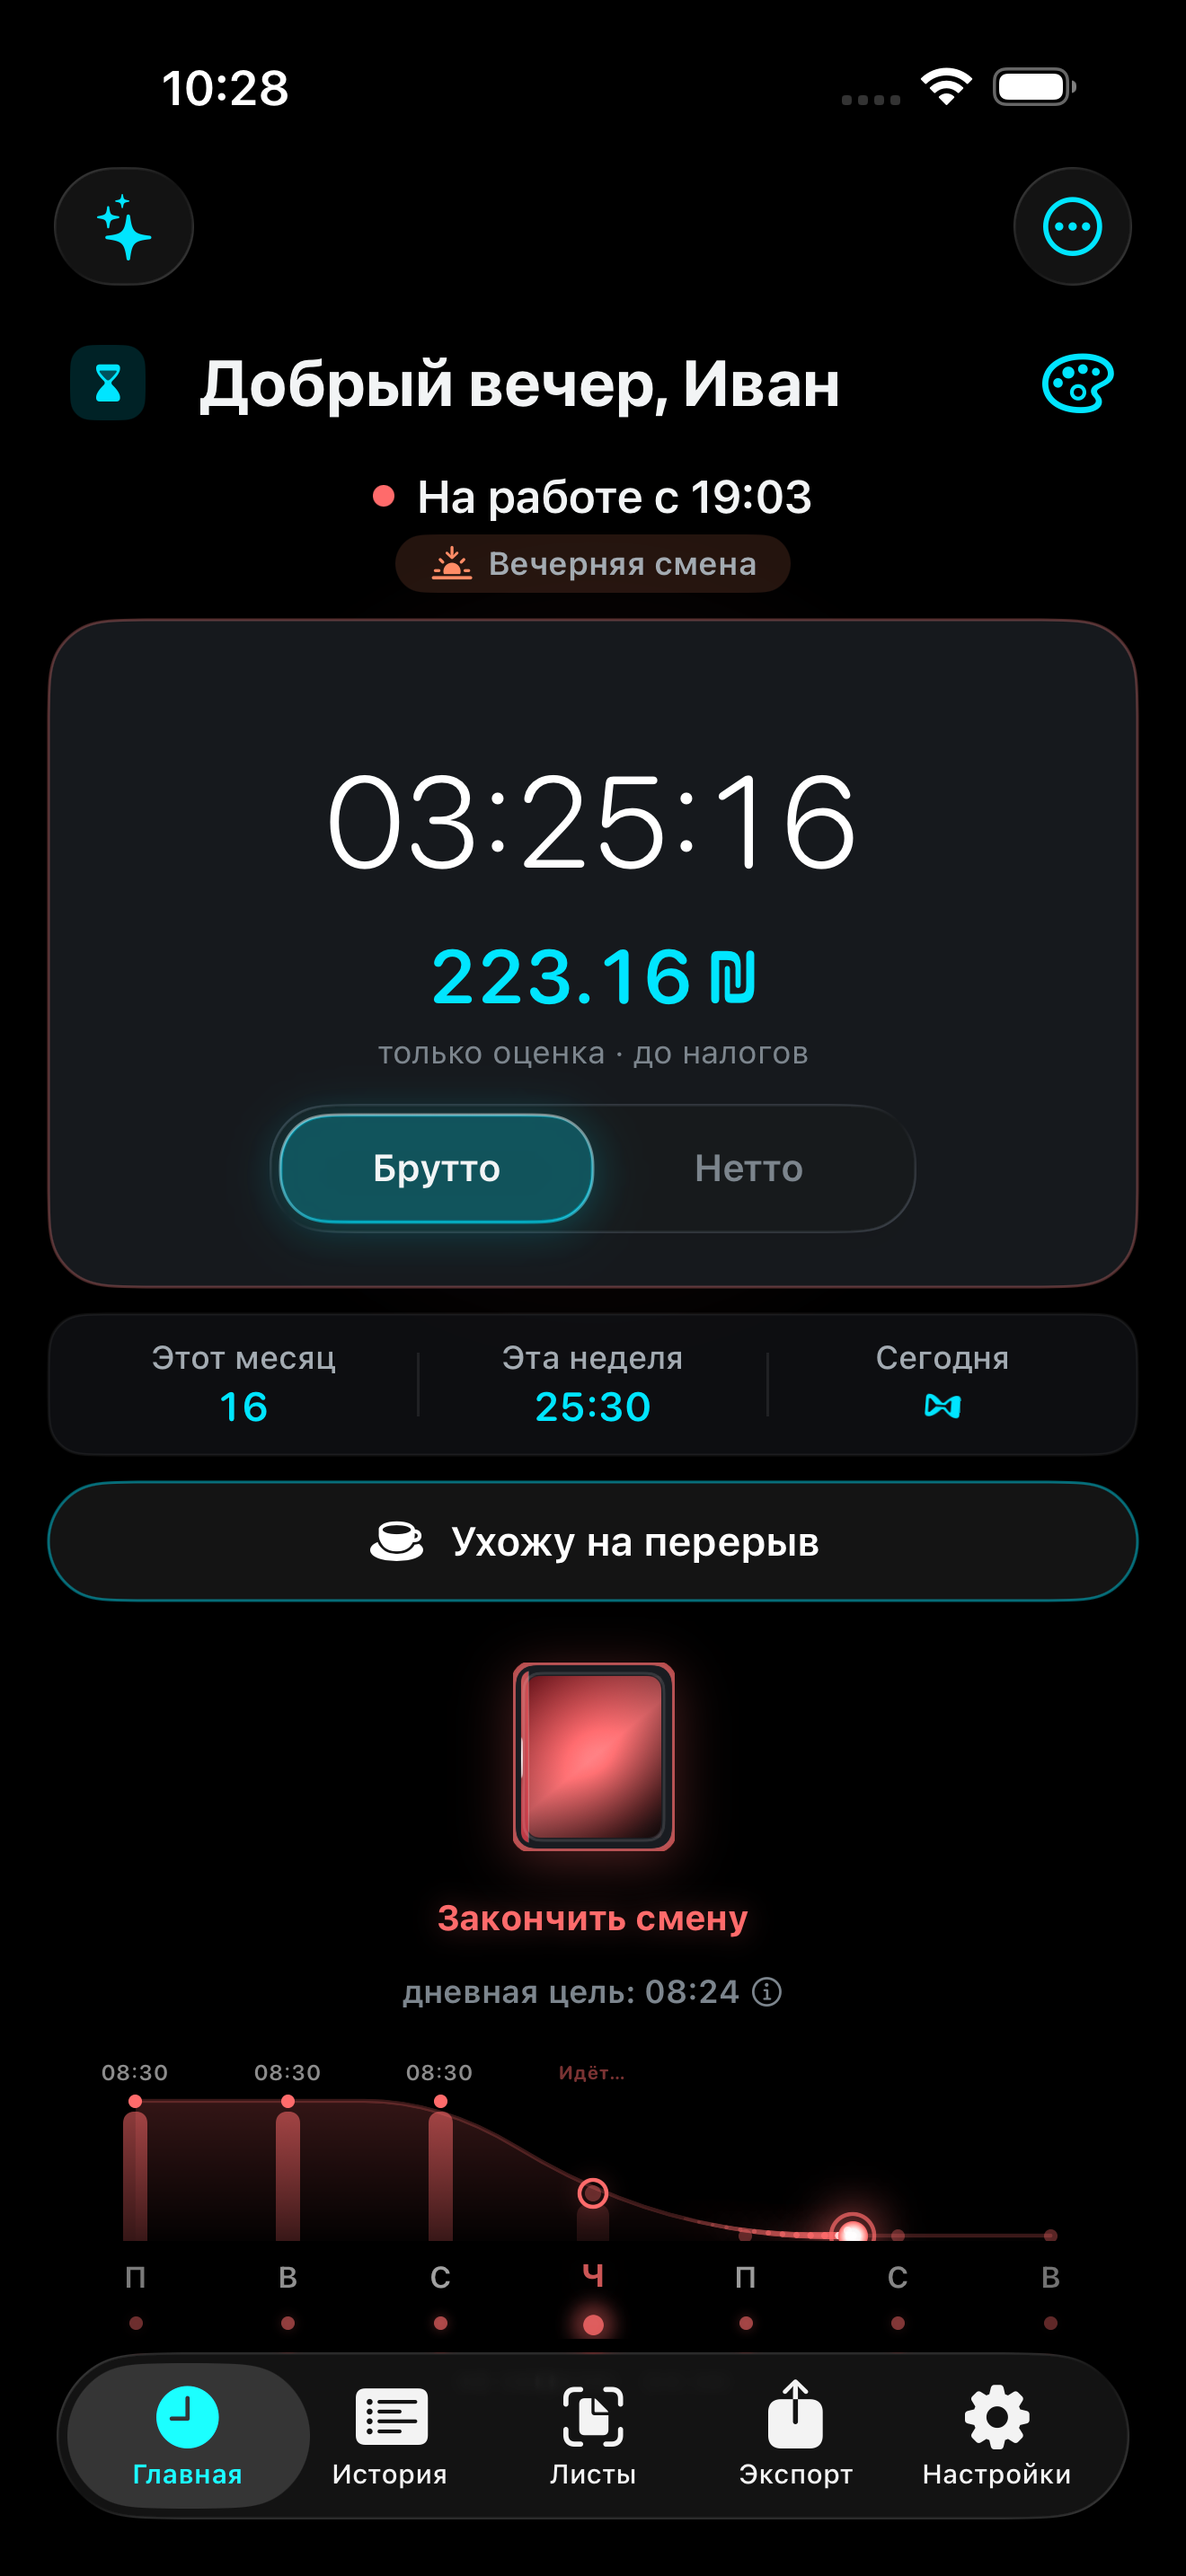 10:28
Добрый вечер, Иван
На работе с 19:03
Вечерняя смена
03:25:16
223.16 ₪
только оценка · до налогов
Брутто
Нетто
Этот месяц
16
Эта неделя
25:30
Сегодня
Ухожу на перерыв
Закончить смену
дневная цель: 08:24
08:30
08:30
08:30
Идёт...
П
В
С
Ч
П
С
В
Главная
История
Листы
Экспорт
Настройки